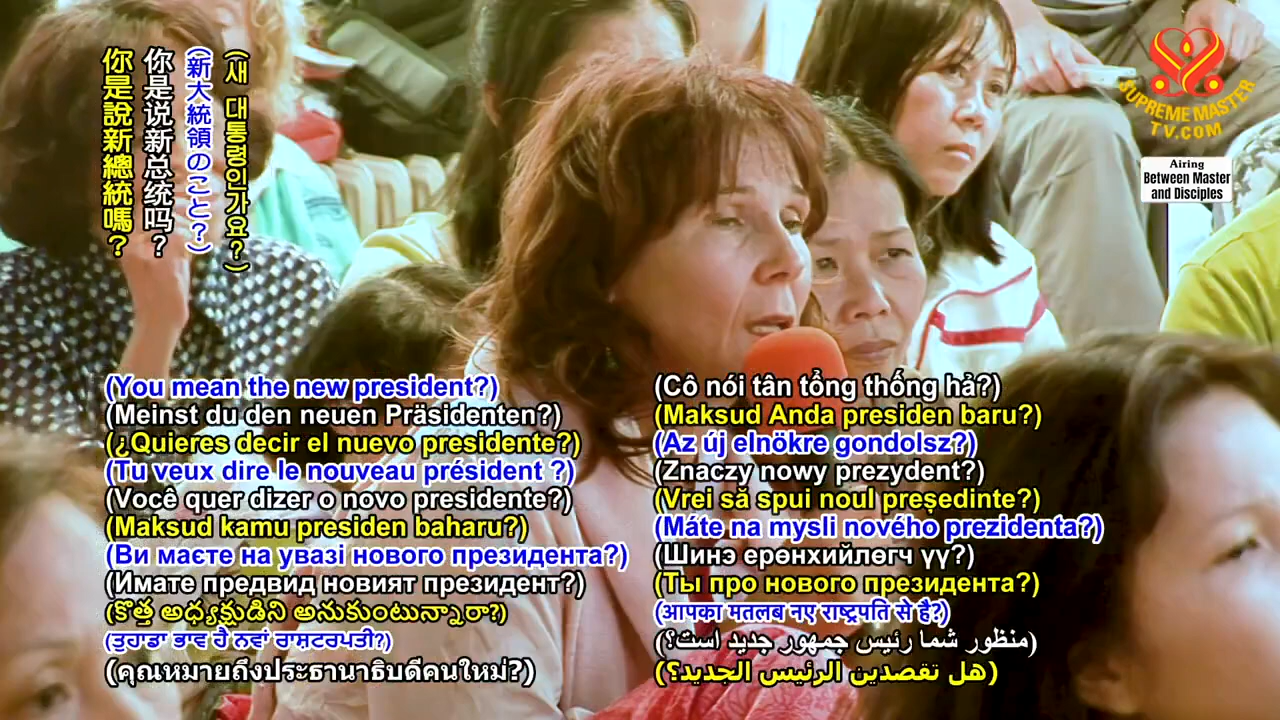 你是說新總統嗎？
你是说新总统吗？
(新大統領のこと？)
(새 대통령인가요?)
SUPREME MASTER
TV.COM
Airing
Between Master
and Disciples
(You mean the new president?)
(Meinst du den neuen Präsidenten?)
(¿Quieres decir el nuevo presidente?)
(Tu veux dire le nouveau président ?)
(Você quer dizer o novo presidente?)
(Maksud kamu presiden baharu?)
(Ви маєте на увазі нового президента?)
(Имате предвид новият президент?)
(కొత్త అధ్యక్షుడిని అనుకుంటున్నారా?)
(ਤੁਹਾਡਾ ਭਾਵ ਹੈ ਨਵਾਂ ਰਾਸ਼ਟਰਪਤੀ?)
(คุณหมายถึงประธานาธิบดีคนใหม่?)
(Cô nói tân tổng thống hả?)
(Maksud Anda presiden baru?)
(Az új elnökre gondolsz?)
(Znaczy nowy prezydent?)
(Vrei să spui noul președinte?)
(Máte na mysli nového prezidenta?)
(Шинэ ерөнхийлөгч үү?)
(Ты про нового президента?)
(आपका मतलब नए राष्ट्रपति से है?)
(منظور شما رئیس جمهور جدید است؟)
(هل تقصدين الرئيس الجديد؟)